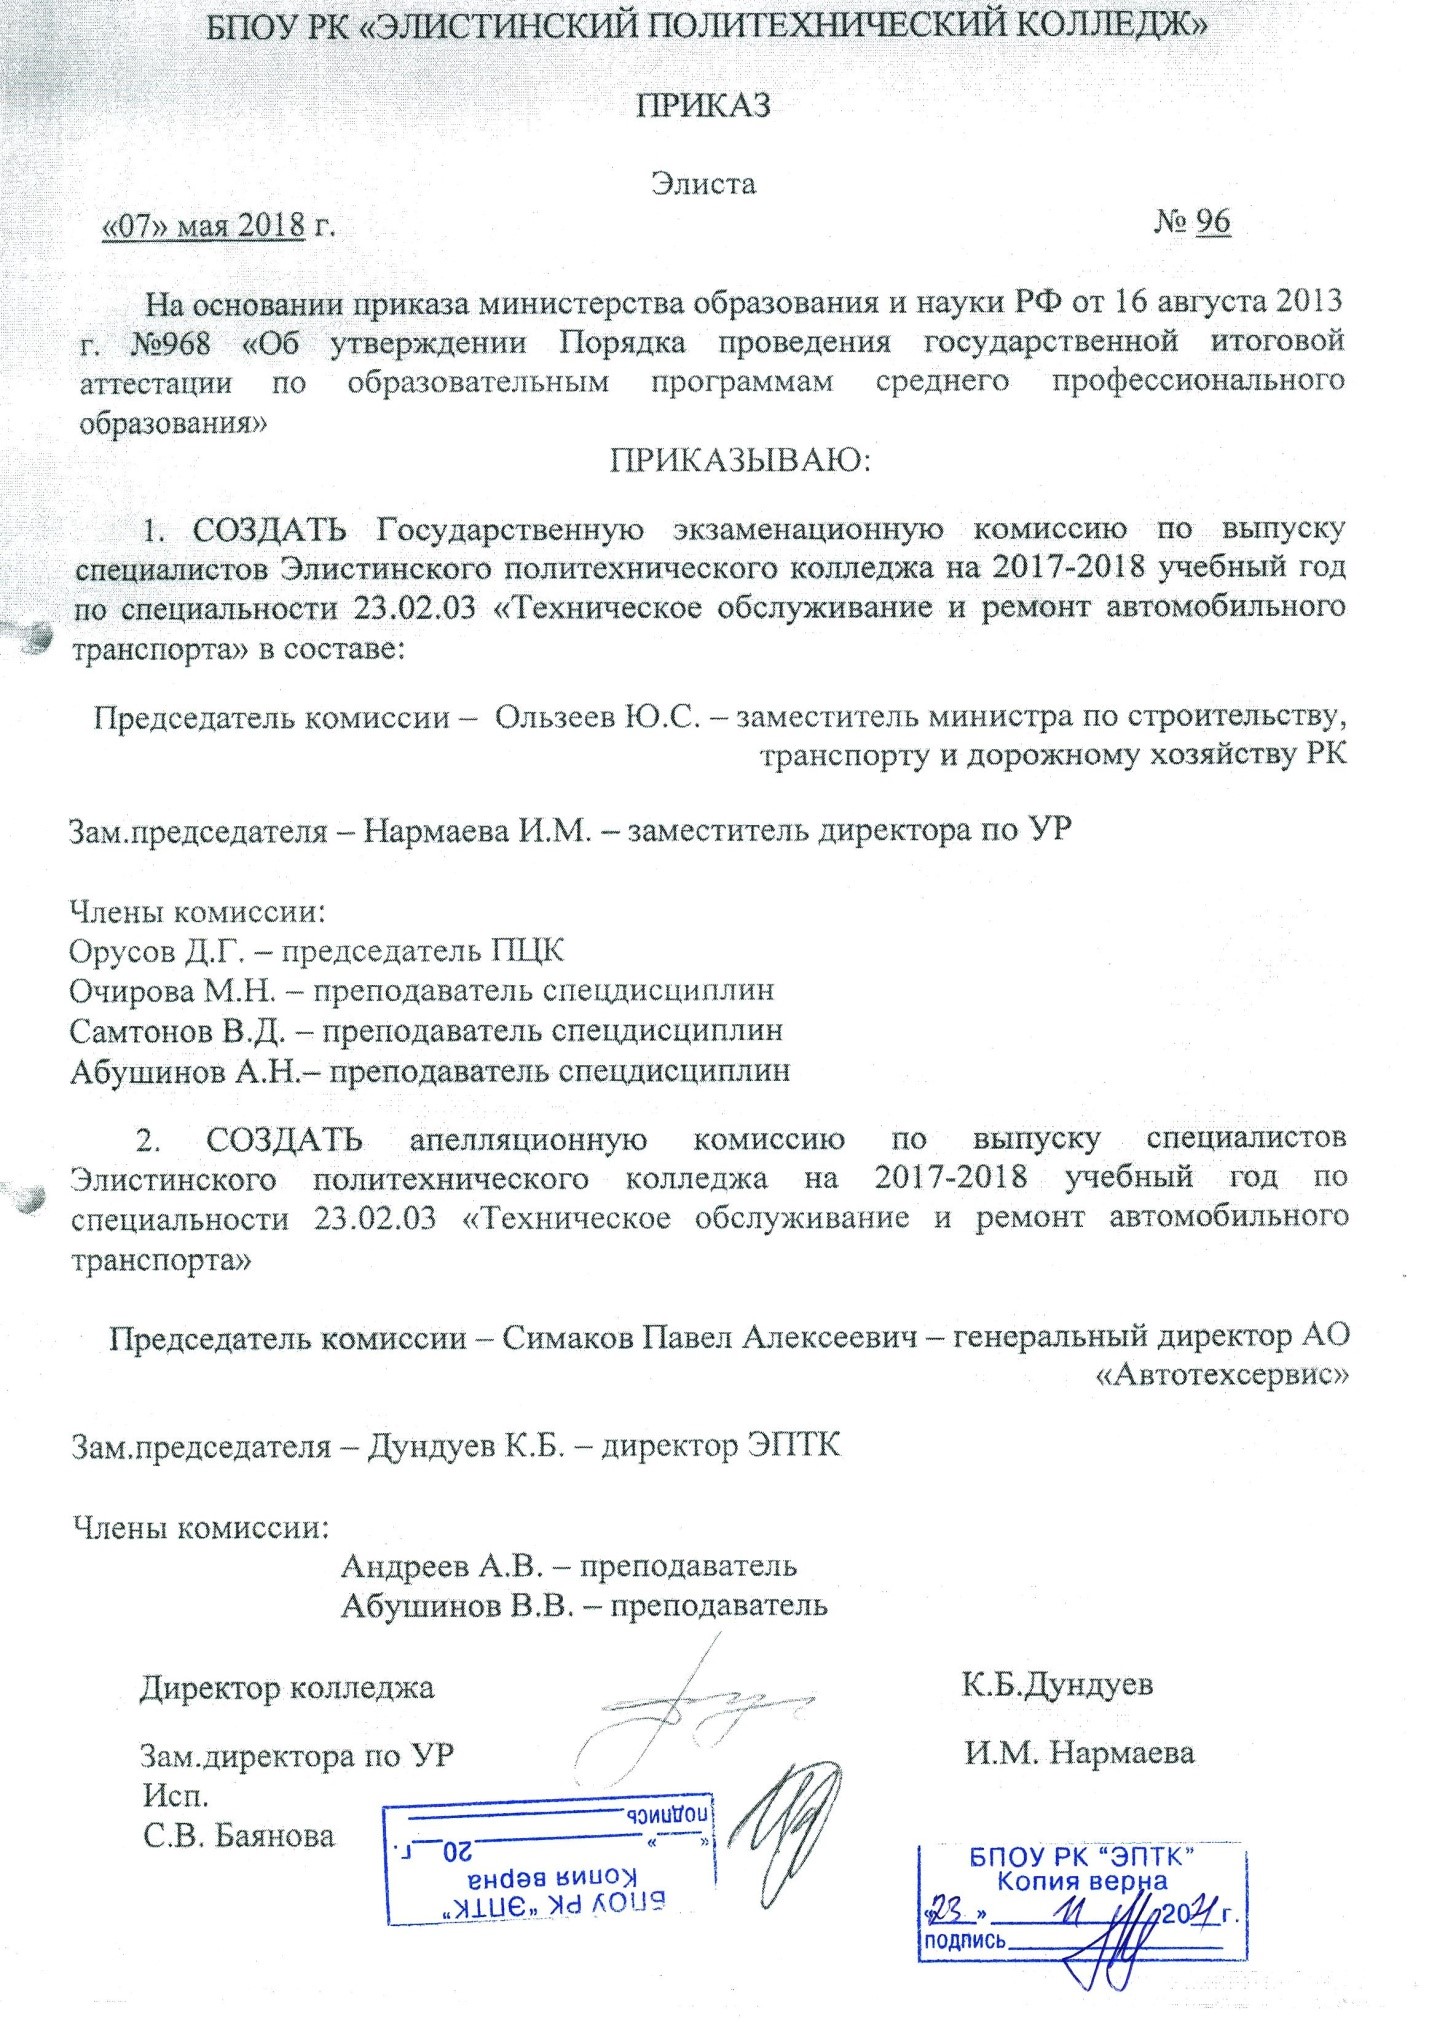 БПОУ РК «ЭЛИСТИНСКИЙ ПОЛИТЕХНИЧЕСКИЙ КОЛЛЕДЖ»
ПРИКАЗ
Элиста
«07» мая 2018 г. № 96
На основании приказа министерства образования и науки РФ от 16 августа 2013
г. №968 «Об утверждении Порядка проведения государственной итоговой
аттестации по образовательным программам среднего профессионального
образования»
ПРИКАЗЫВАЮ:
1. СОЗДАТЬ Государственную экзаменационную комиссию по выпуску
специалистов Элистинского политехнического колледжа на 2017-2018 учебный год
по специальности 23.02.03 «Техническое обслуживание и ремонт автомобильного
транспорта» в составе:
Председатель комиссии – Ользеев Ю.С. – заместитель министра по строительству,
транспорту и дорожному хозяйству РК
Зам.председателя – Нармаева И.М. – заместитель директора по УР
Члены комиссии:
Орусов Д.Г. – председатель ПЦК
Очирова М.Н. – преподаватель спецдисциплин
Самтонов В.Д. – преподаватель спецдисциплин
Абушинов А.Н.– преподаватель спецдисциплин
2. СОЗДАТЬ апелляционную комиссию по выпуску специалистов
Элистинского политехнического колледжа на 2017-2018 учебный год по
специальности 23.02.03 «Техническое обслуживание и ремонт автомобильного
транспорта»
Председатель комиссии – Симаков Павел Алексеевич – генеральный директор АО
«Автотехсервис»
Зам.председателя – Дундуев К.Б. – директор ЭПТК
Члены комиссии:
Андреев А.В. – преподаватель
Абушинов В.В. – преподаватель
Директор колледжа К.Б.Дундуев
Зам.директора по УР И.М. Нармаева
Исп.
С.В. Баянова
БПОУ РК "ЭПТК"
Копия верна
« » 20 г.
подпись
БПОУ РК "ЭПТК"
Копия верна
«23» 11 2021 г.
подпись